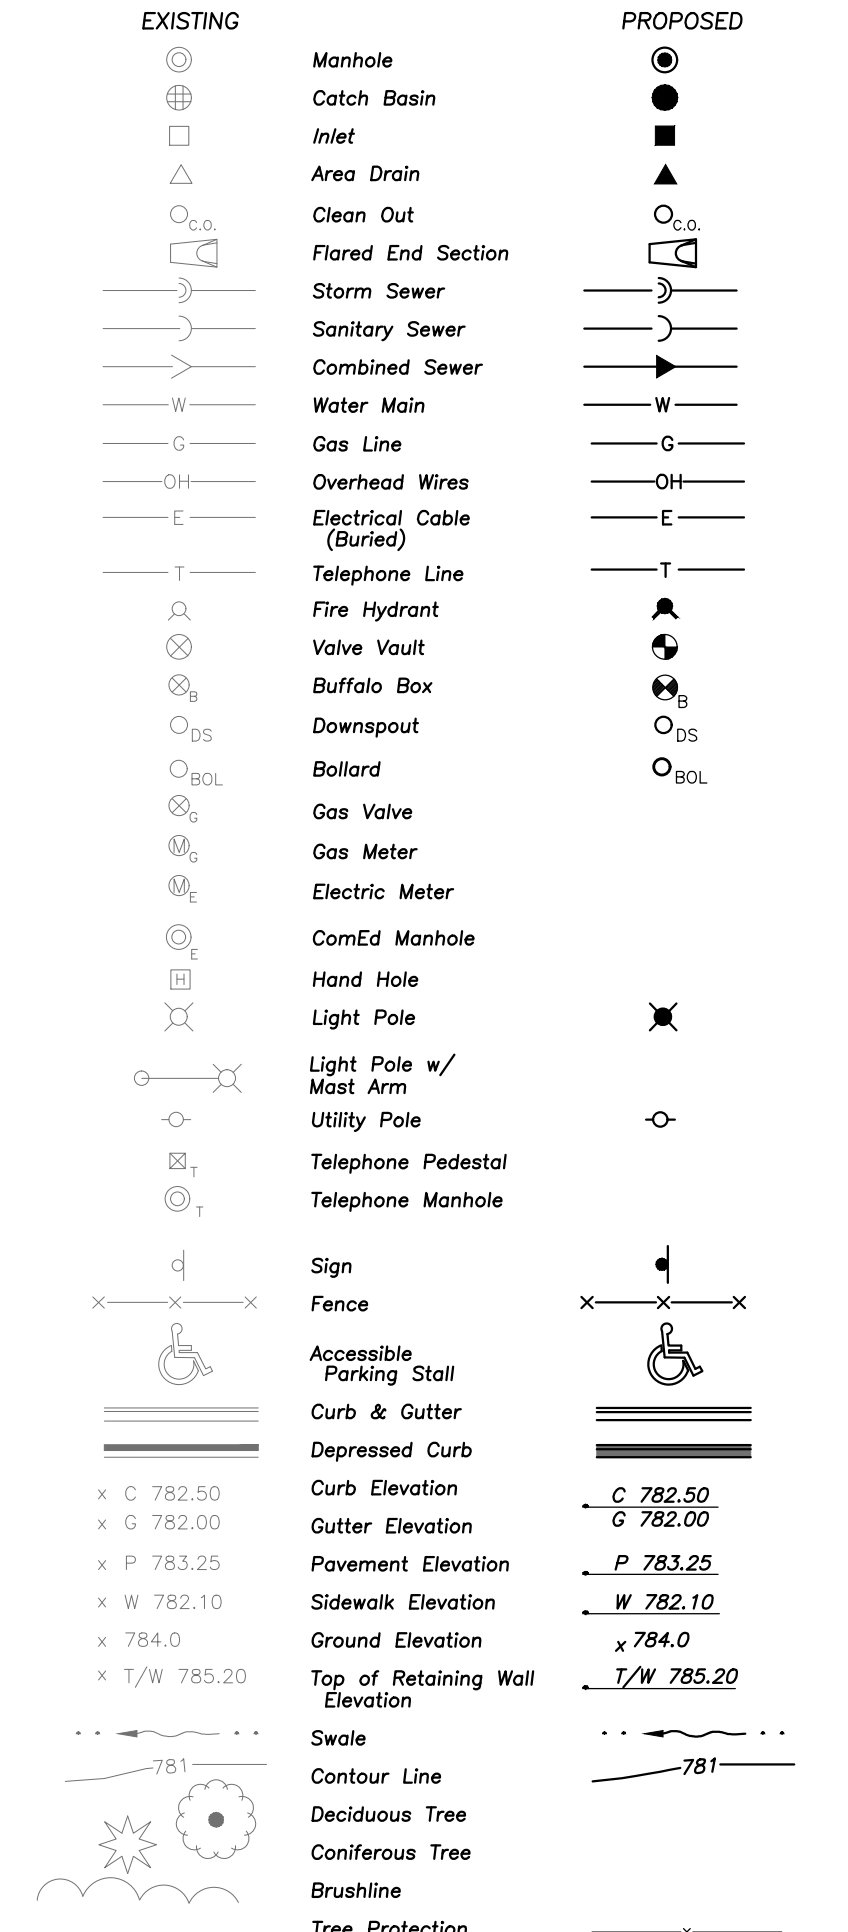 EXISTING PROPOSED
Manhole
Catch Basin
Inlet
Area Drain
C.O. Clean Out C.O.
Flared End Section
Storm Sewer
Sanitary Sewer
Combined Sewer
W Water Main W
G Gas Line G
OH Overhead Wires OH
E Electrical Cable E
(Buried)
T Telephone Line T
Fire Hydrant
Valve Vault
B Buffalo Box B
DS Downspout DS
BOL Bollard BOL
G Gas Valve
M G Gas Meter
M E Electric Meter
E ComEd Manhole
H Hand Hole
Light Pole
Light Pole w/
Mast Arm
Utility Pole
T Telephone Pedestal
T Telephone Manhole
Sign
Fence
Accessible
Parking Stall
Curb & Gutter
Depressed Curb
x C 782.50 Curb Elevation C 782.50
x G 782.00 Gutter Elevation G 782.00
x P 783.25 Pavement Elevation P 783.25
x W 782.10 Sidewalk Elevation W 782.10
x 784.0 Ground Elevation x 784.0
x T/W 785.20 Top of Retaining Wall T/W 785.20
Elevation
Swale
781 Contour Line 781
Deciduous Tree
Coniferous Tree
Brushline
Tree Protection